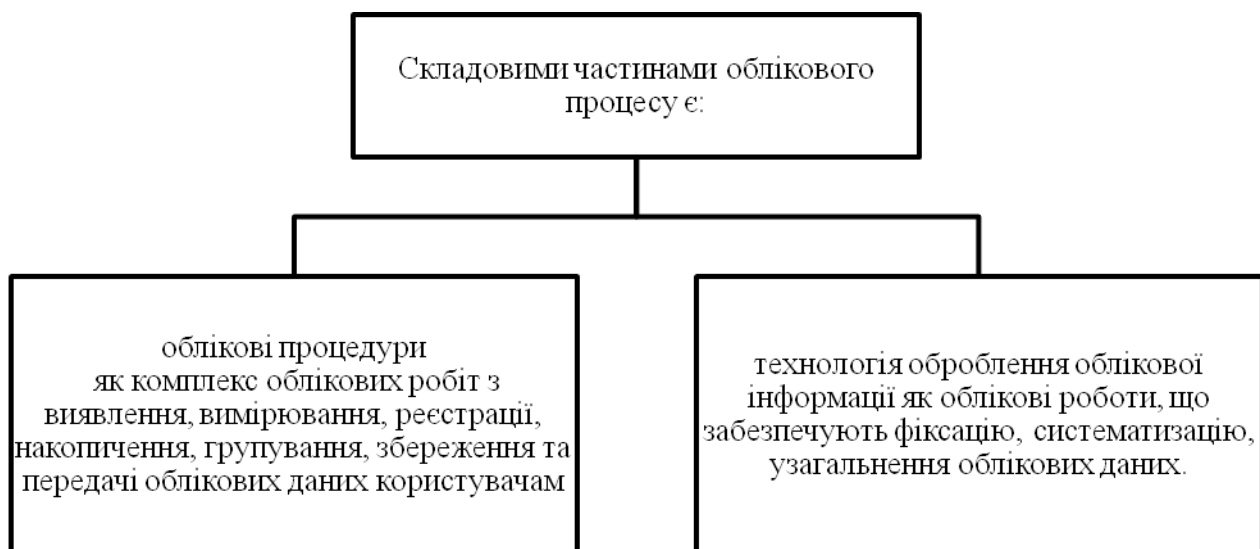 Складовими частинами облікового
процесу є:
облікові процедури
як комплекс облікових робіт з
виявлення, вимірювання, реєстрації,
накопичення, групування, збереження та
передачі облікових даних користувачам
технологія оброблення облікової
інформації як облікові роботи, що
забезпечують фіксацію, систематизацію,
узагальнення облікових даних.